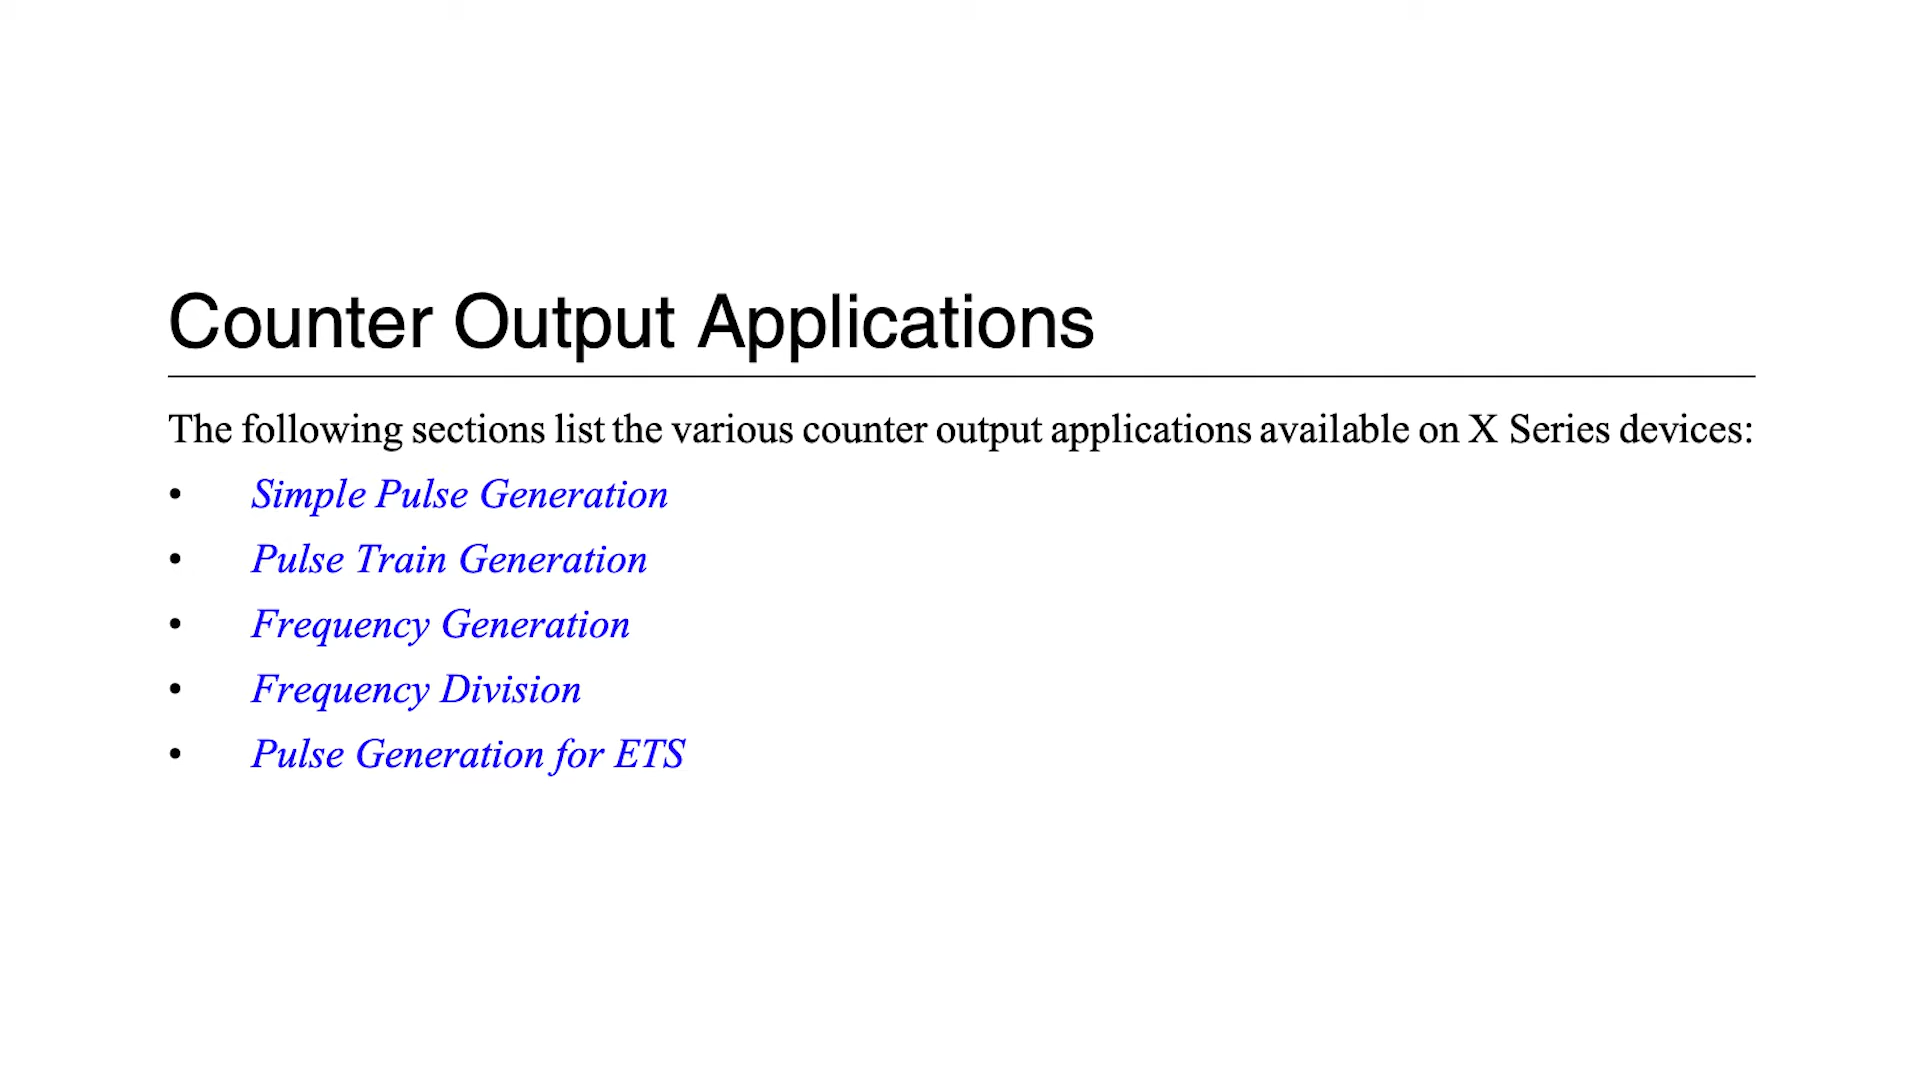 Counter Output Applications
The following sections list the various counter output applications available on X Series devices:
• Simple Pulse Generation
• Pulse Train Generation
• Frequency Generation
• Frequency Division
• Pulse Generation for ETS